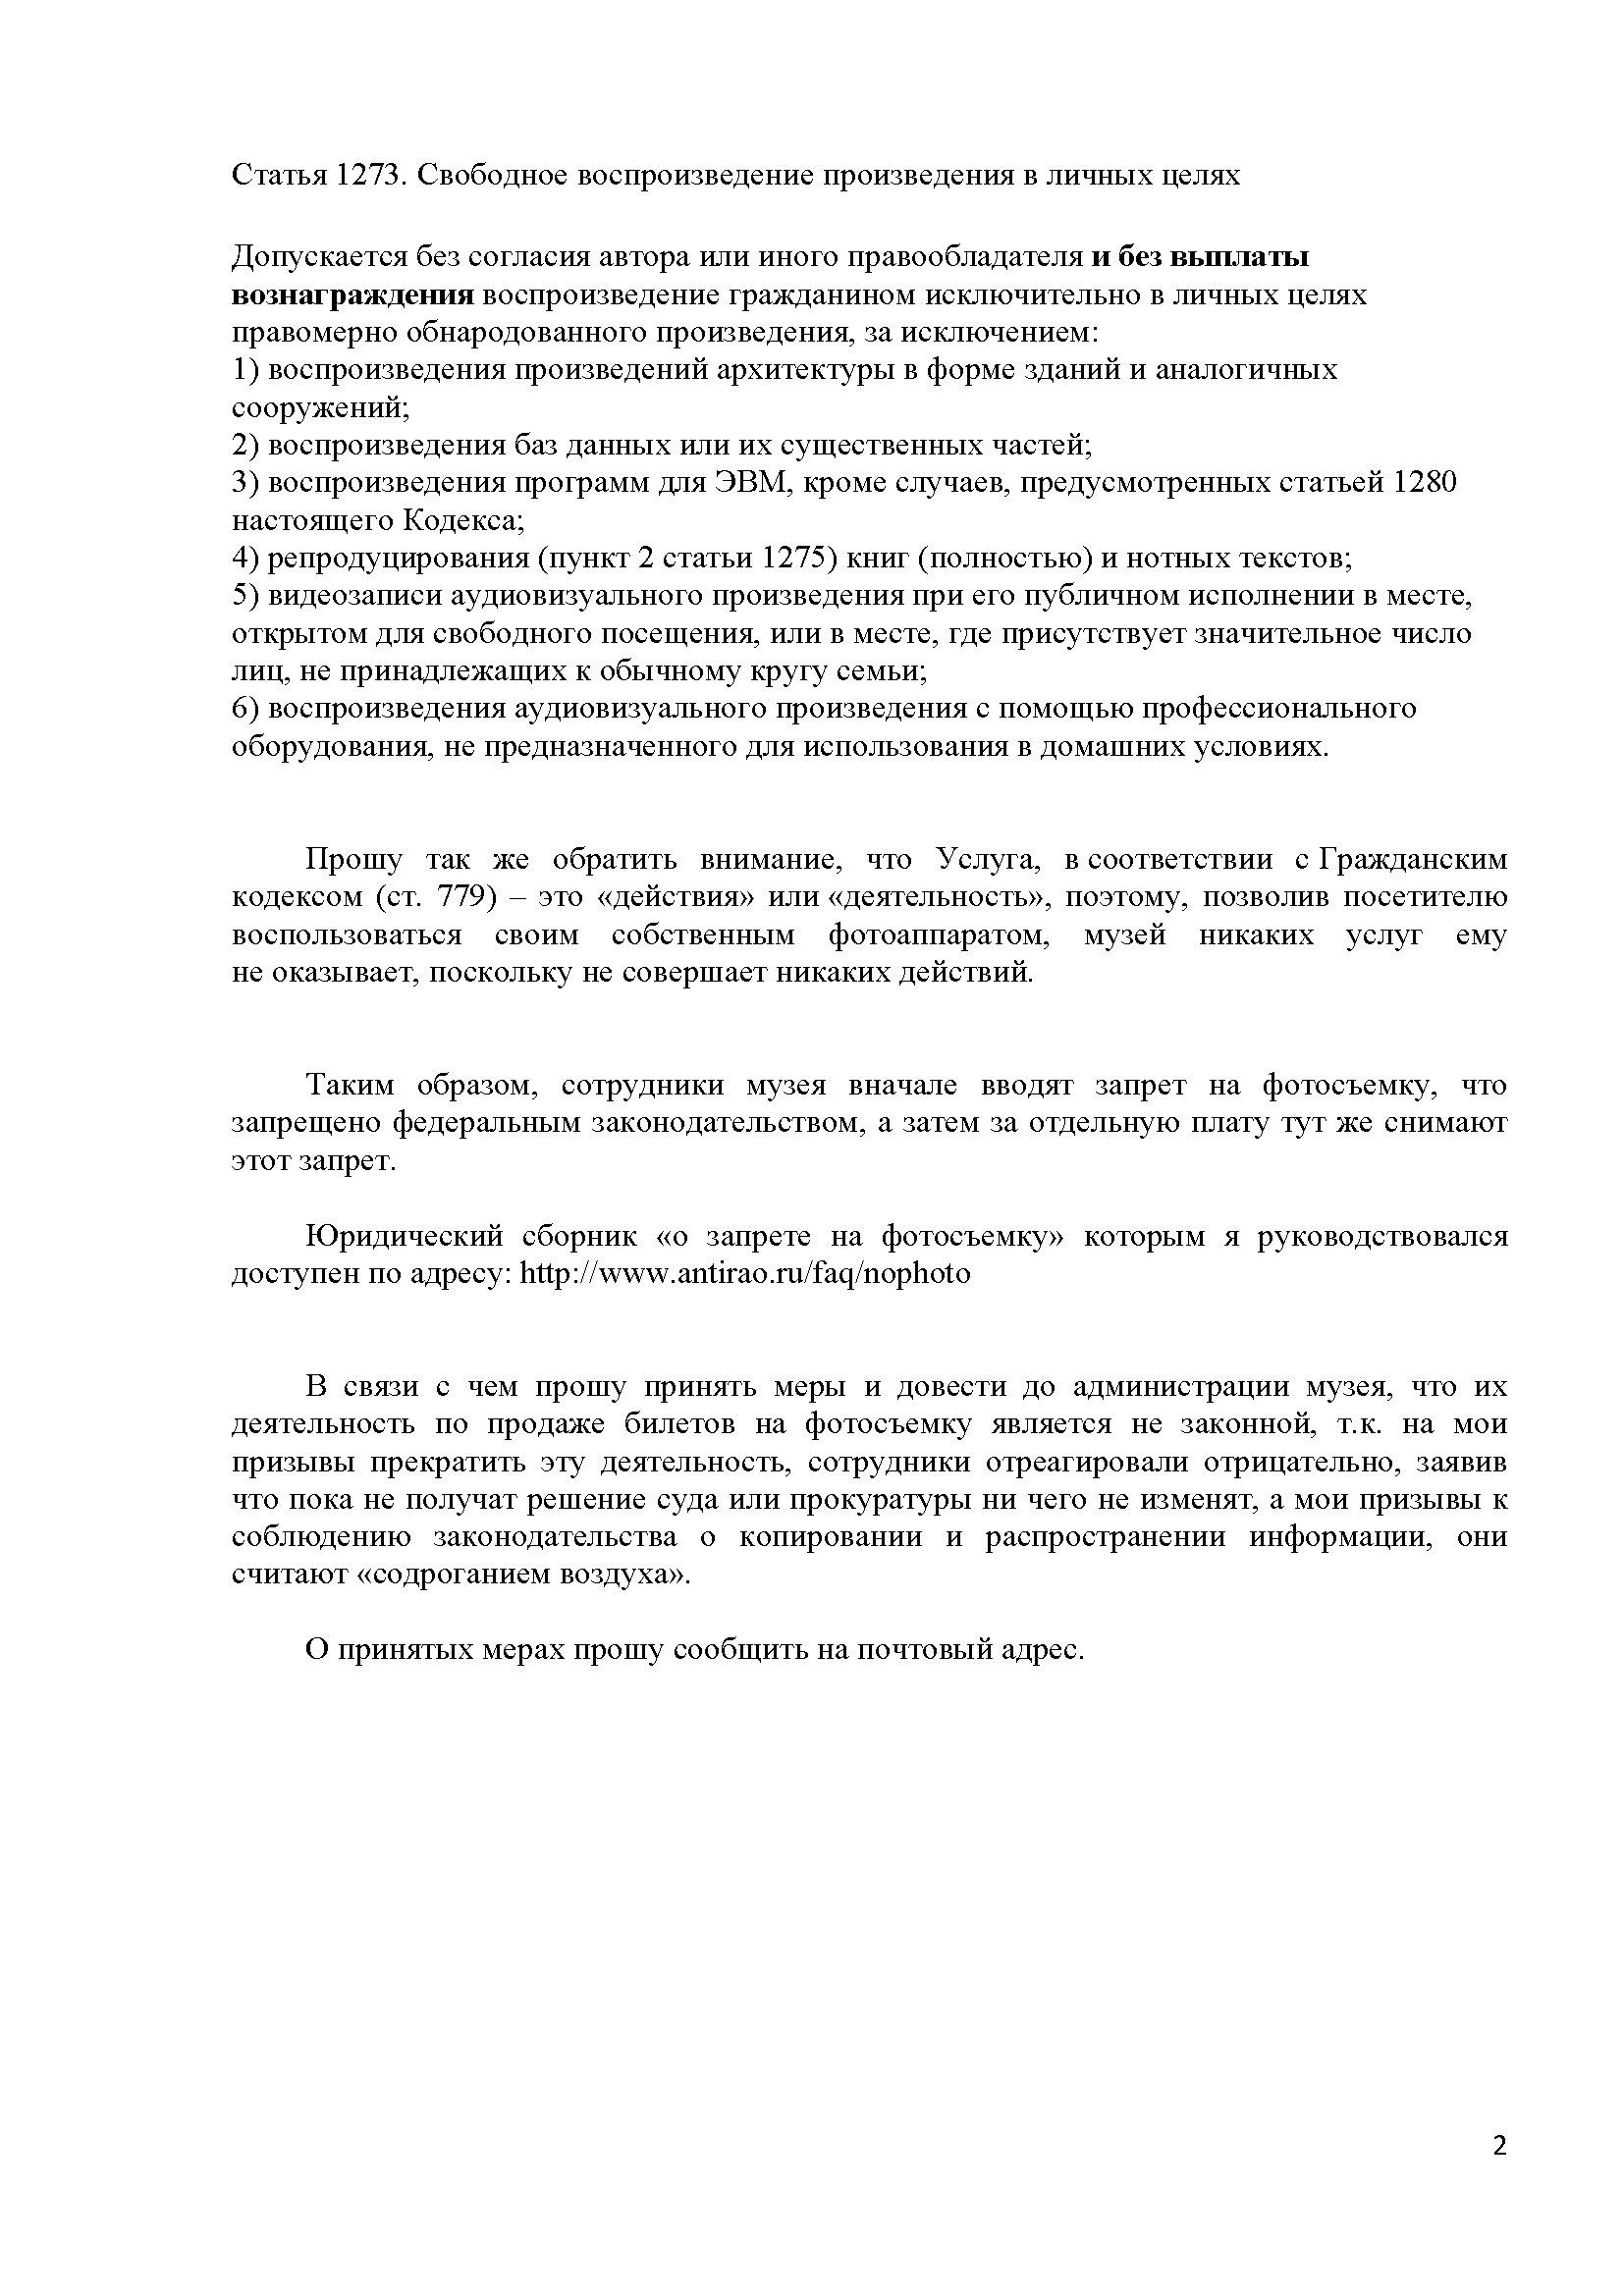 Статья 1273. Свободное воспроизведение произведения в личных целях
Допускается без согласия автора или иного правообладателя и без выплаты
вознаграждения воспроизведение гражданином исключительно в личных целях
правомерно обнародованного произведения, за исключением:
1) воспроизведения произведений архитектуры в форме зданий и аналогичных
сооружений;
2) воспроизведения баз данных или их существенных частей;
3) воспроизведения программ для ЭВМ, кроме случаев, предусмотренных статьей 1280
настоящего Кодекса;
4) репродуцирования (пункт 2 статьи 1275) книг (полностью) и нотных текстов;
5) видеозаписи аудиовизуального произведения при его публичном исполнении в месте,
открытом для свободного посещения, или в месте, где присутствует значительное число
лиц, не принадлежащих к обычному кругу семьи;
6) воспроизведения аудиовизуального произведения с помощью профессионального
оборудования, не предназначенного для использования в домашних условиях.
Прошу так же обратить внимание, что Услуга, в соответствии с Гражданским
кодексом (ст. 779) – это «действия» или «деятельность», поэтому, позволив посетителю
воспользоваться своим собственным фотоаппаратом, музей никаких услуг ему
не оказывает, поскольку не совершает никаких действий.
Таким образом, сотрудники музея вначале вводят запрет на фотосъемку, что
запрещено федеральным законодательством, а затем за отдельную плату тут же снимают
этот запрет.
Юридический сборник «о запрете на фотосъемку» которым я руководствовался
доступен по адресу: http://www.antirao.ru/faq/nophoto
В связи с чем прошу принять меры и довести до администрации музея, что их
деятельность по продаже билетов на фотосъемку является не законной, т.к. на мои
призывы прекратить эту деятельность, сотрудники отреагировали отрицательно, заявив
что пока не получат решение суда или прокуратуры ни чего не изменят, а мои призывы к
соблюдению законодательства о копировании и распространении информации, они
считают «содроганием воздуха».
О принятых мерах прошу сообщить на почтовый адрес.
2